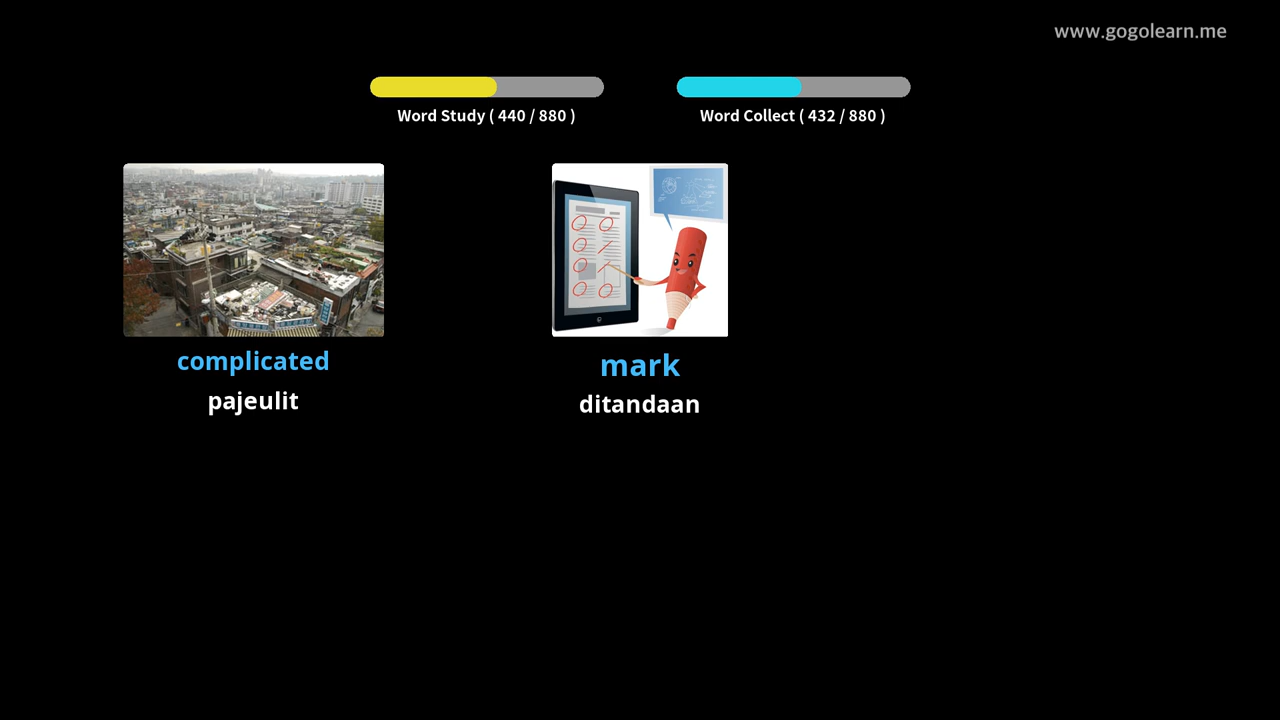 www.gogolearn.me
Word Study ( 440 / 880 )
Word Collect ( 432 / 880 )
complicated
pajeulit
mark
ditandaan